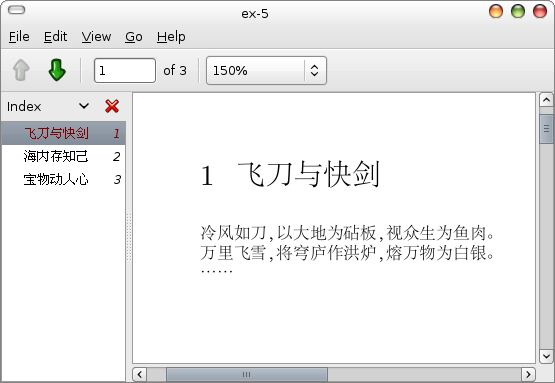 ex-5
File Edit View Go Help
1 of 3 150%
Index
飞刀与快剑 1
海内存知己 2
宝物动人心 3
1 飞刀与快剑
冷风如刀,以大地为砧板,视众生为鱼肉。
万里飞雪,将穹庐作洪炉,熔万物为白银。
……